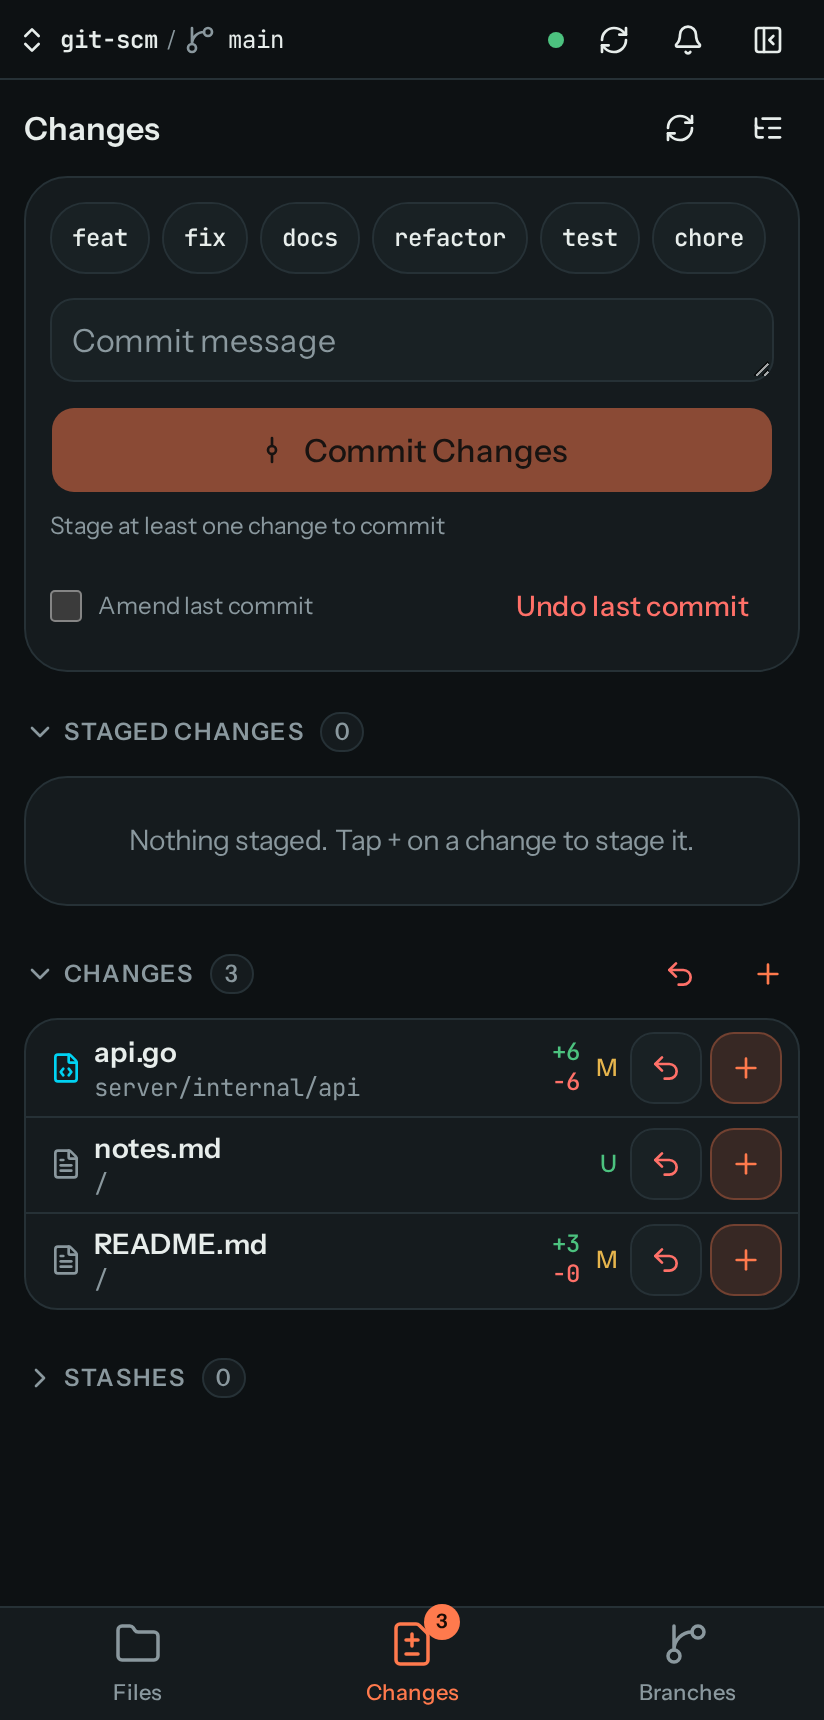 git-scm / main
Changes
feat fix docs refactor test chore
Commit message
Commit Changes
Stage at least one change to commit
Amend last commit Undo last commit
STAGED CHANGES 0
Nothing staged. Tap + on a change to stage it.
CHANGES 3
api.go
server/internal/api
+6
-6
M
notes.md
/
U
README.md
/
+3
-0
M
STASHES 0
3
Files Changes Branches